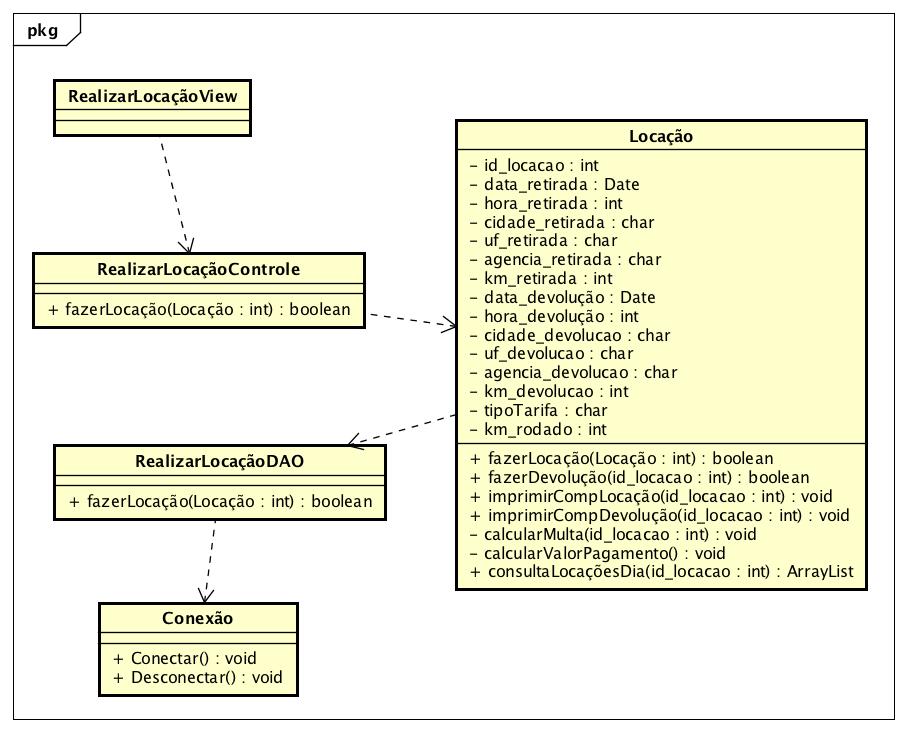 pkg
RealizarLocaçãoView
RealizarLocaçãoControle
+ fazerLocação(Locação : int) : boolean
Locação
- id_locacao : int
- data_retirada : Date
- hora_retirada : int
- cidade_retirada : char
- uf_retirada : char
- agencia_retirada : char
- km_retirada : int
- data_devolução : Date
- hora_devolução : int
- cidade_devolucao : char
- uf_devolucao : char
- agencia_devolucao : char
- km_devolucao : int
- tipoTarifa : char
- km_rodado : int
+ fazerLocação(Locação : int) : boolean
+ fazerDevolução(id_locacao : int) : boolean
+ imprimirCompLocação(id_locacao : int) : void
+ imprimirCompDevolução(id_locacao : int) : void
- calcularMulta(id_locacao : int) : void
- calcularValorPagamento() : void
+ consultaLocaçõesDia(id_locacao : int) : ArrayList
RealizarLocaçãoDAO
+ fazerLocação(Locação : int) : boolean
Conexão
+ Conectar() : void
+ Desconectar() : void